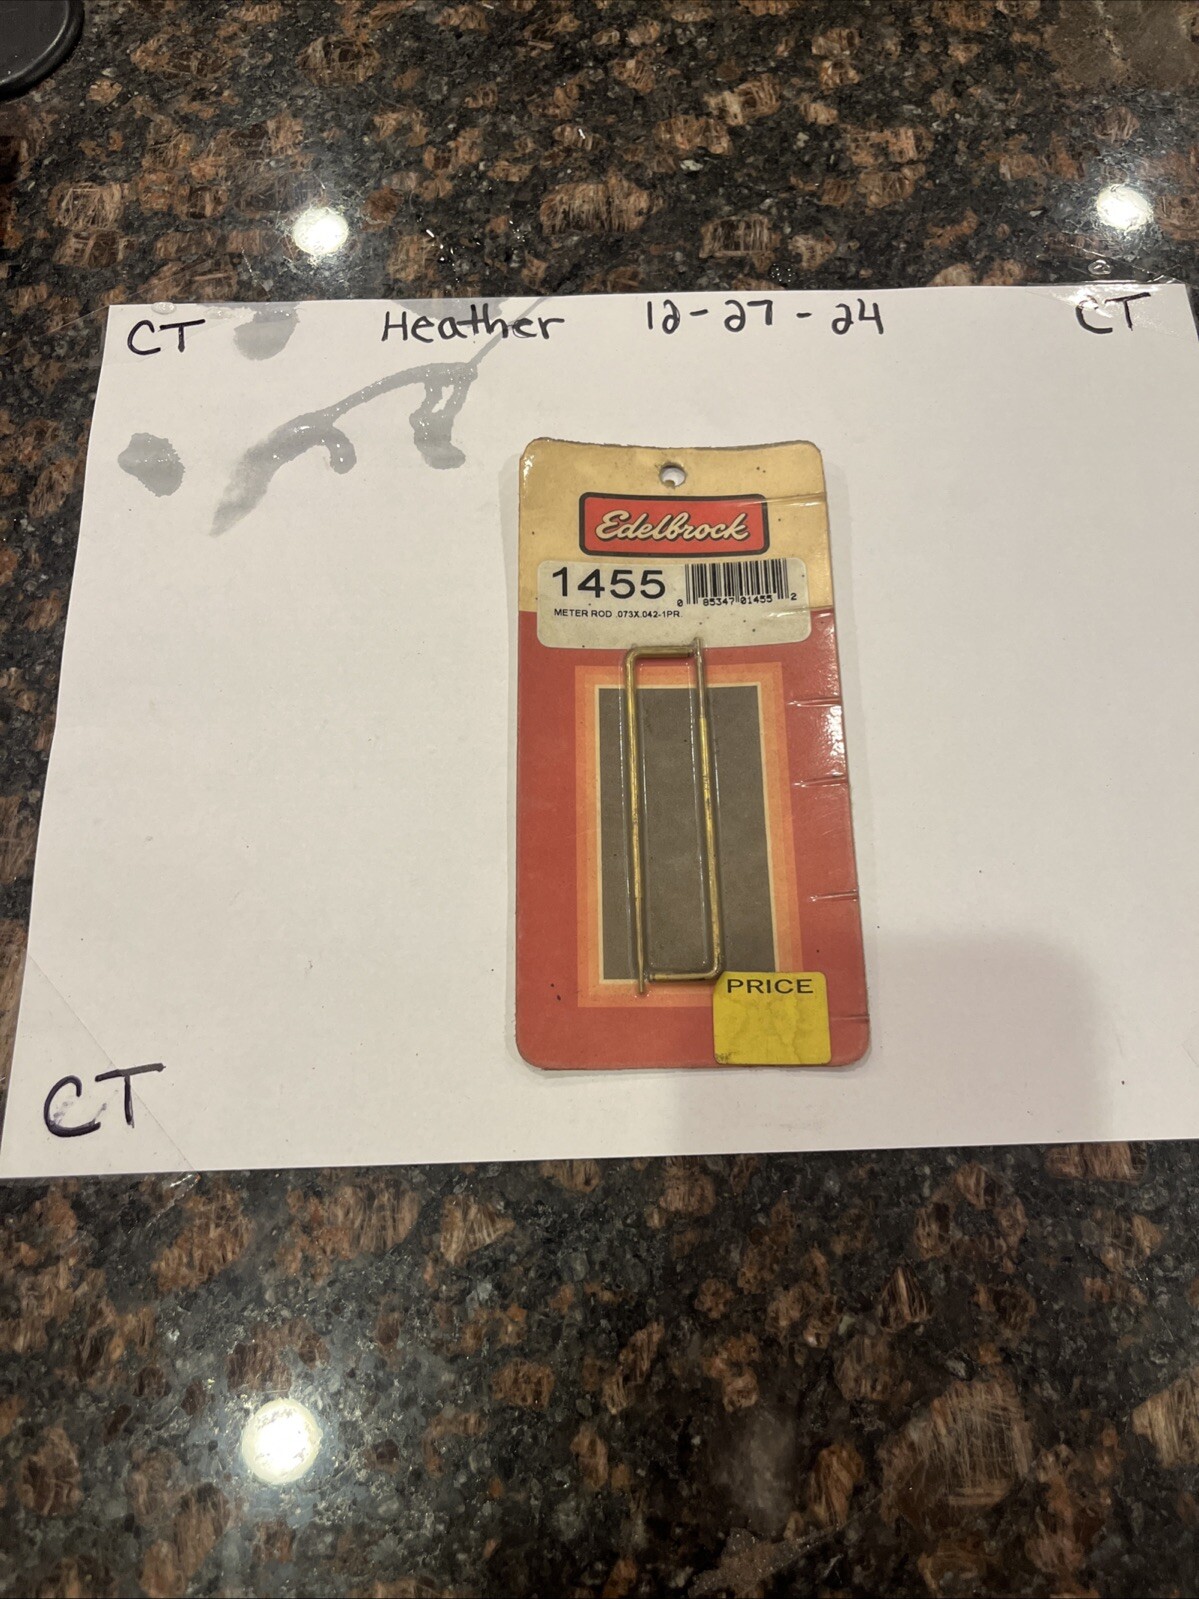 CT Heather 12-27-24 CT
Edelbrock
1455
0 85347 01455 2
METER ROD .073X.042-1PR.
PRICE
CT